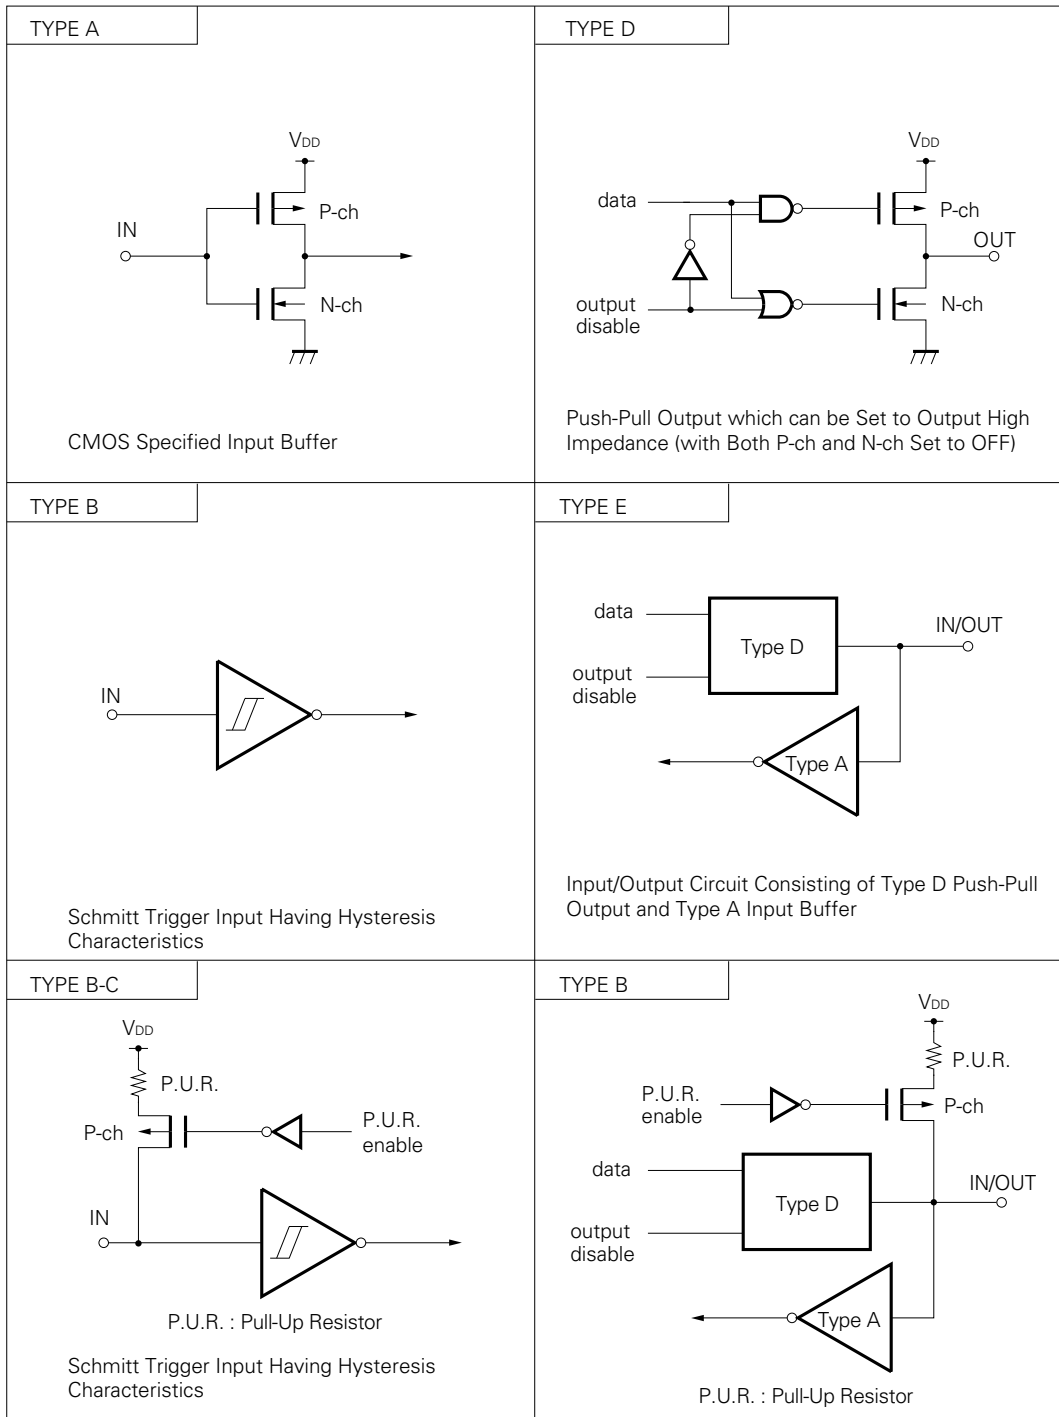 TYPE A
VDD
P-ch
IN
N-ch
CMOS Specified Input Buffer
TYPE D
VDD
data
P-ch
OUT
output
disable
N-ch
Push-Pull Output which can be Set to Output High
Impedance (with Both P-ch and N-ch Set to OFF)
TYPE B
IN
Schmitt Trigger Input Having Hysteresis
Characteristics
TYPE E
data
Type D
IN/OUT
output
disable
Type A
Input/Output Circuit Consisting of Type D Push-Pull
Output and Type A Input Buffer
TYPE B-C
VDD
P.U.R.
P-ch
P.U.R.
enable
IN
P.U.R. : Pull-Up Resistor
Schmitt Trigger Input Having Hysteresis
Characteristics
TYPE B
VDD
P.U.R.
P.U.R.
enable
P-ch
data
Type D
IN/OUT
output
disable
Type A
P.U.R. : Pull-Up Resistor